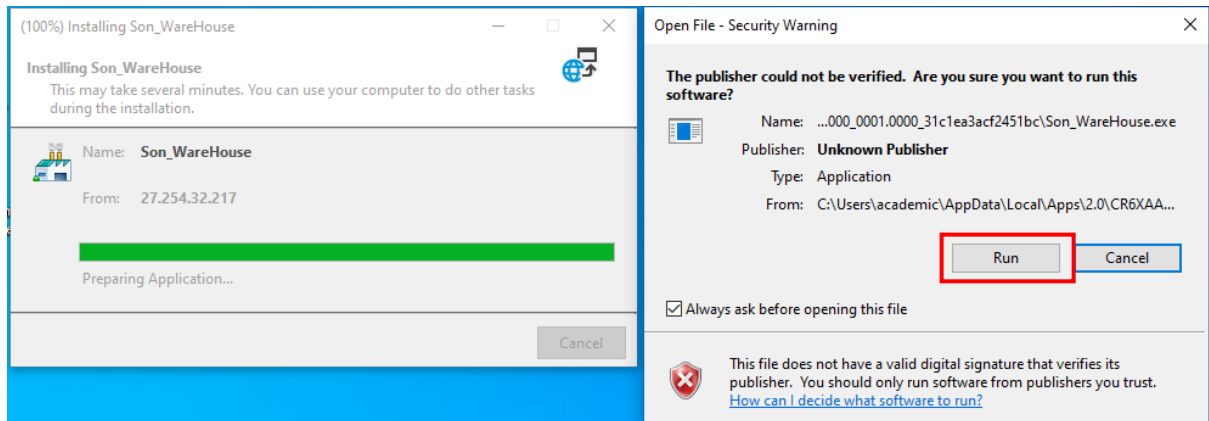 (100%) Installing Son_WareHouse
Installing Son_WareHouse
This may take several minutes. You can use your computer to do other tasks
during the installation.
Name: Son_WareHouse
From: 27.254.32.217
Preparing Application...
Cancel
Open File - Security Warning
The publisher could not be verified. Are you sure you want to run this
software?
Name: ...000_0001.0000_31c1ea3acf2451bc\Son_WareHouse.exe
Publisher: Unknown Publisher
Type: Application
From: C:\Users\academic\AppData\Local\Apps\2.0\CR6XAA...
Run Cancel
Always ask before opening this file
This file does not have a valid digital signature that verifies its
publisher. You should only run software from publishers you trust.
How can I decide what software to run?